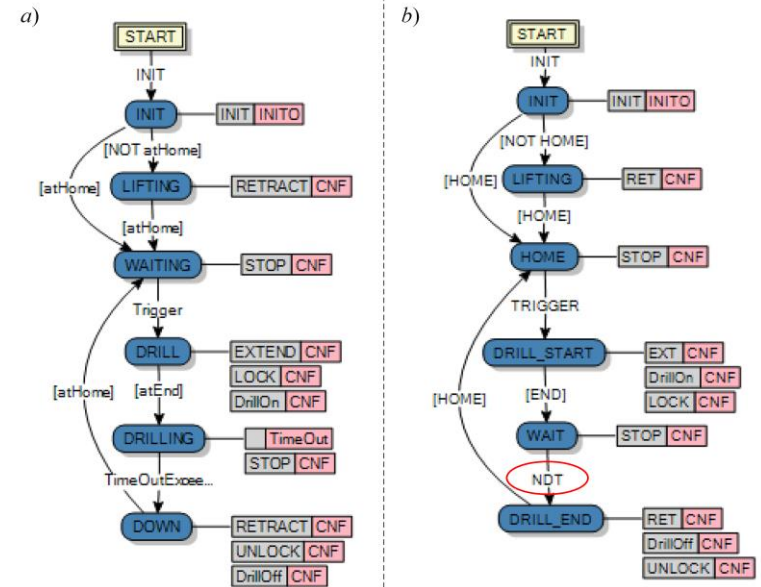 a)
START
INIT
INIT
INIT INITO
[NOT atHome]
[atHome]
LIFTING
RETRACT CNF
[atHome]
WAITING
STOP CNF
Trigger
DRILL
EXTEND CNF
LOCK CNF
DrillOn CNF
[atEnd]
[atHome]
DRILLING
TimeOut
STOP CNF
TimeOutExcee...
DOWN
RETRACT CNF
UNLOCK CNF
DrillOff CNF
b)
START
INIT
INIT
INIT INITO
[NOT HOME]
[HOME]
LIFTING
RET CNF
[HOME]
HOME
STOP CNF
TRIGGER
DRILL_START
EXT CNF
DrillOn CNF
LOCK CNF
[END]
[HOME]
WAIT
STOP CNF
NDT
DRILL_END
RET CNF
DrillOff CNF
UNLOCK CNF